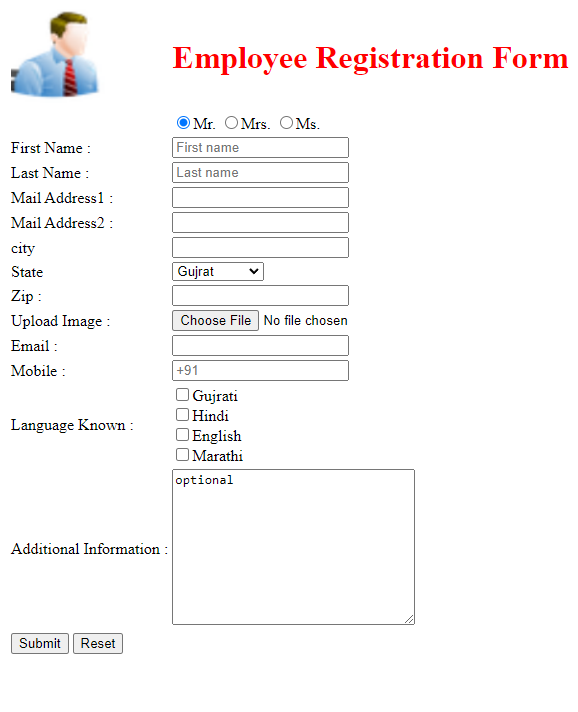 Employee Registration Form
Mr. Mrs. Ms.
First Name : First name
Last Name : Last name
Mail Address1 :
Mail Address2 :
city
State Gujrat
Zip :
Upload Image : Choose File No file chosen
Email :
Mobile : +91
Gujrati
Hindi
Language Known :
English
Marathi
optional
Additional Information :
Submit Reset